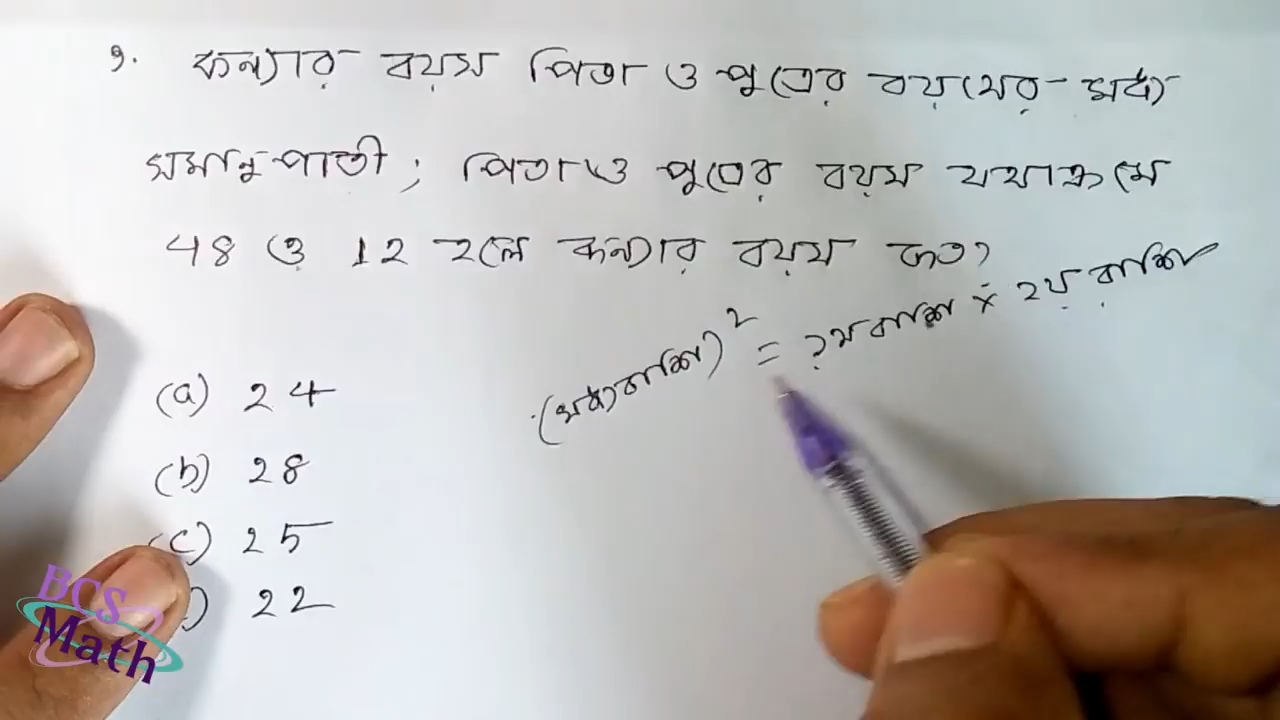 ১. কন্যার বয়স পিতা ও পুত্রের বয়সের মধ্য
সমানুপাতী; পিতা ও পুত্রের বয়স যথাক্রমে
48 ও 12 হলে কন্যার বয়স কত?
(মধ্যরাশি)² = ১ম রাশি × ২য় রাশি
(a) 24
(b) 28
(c) 25
) 22
BCS
Math